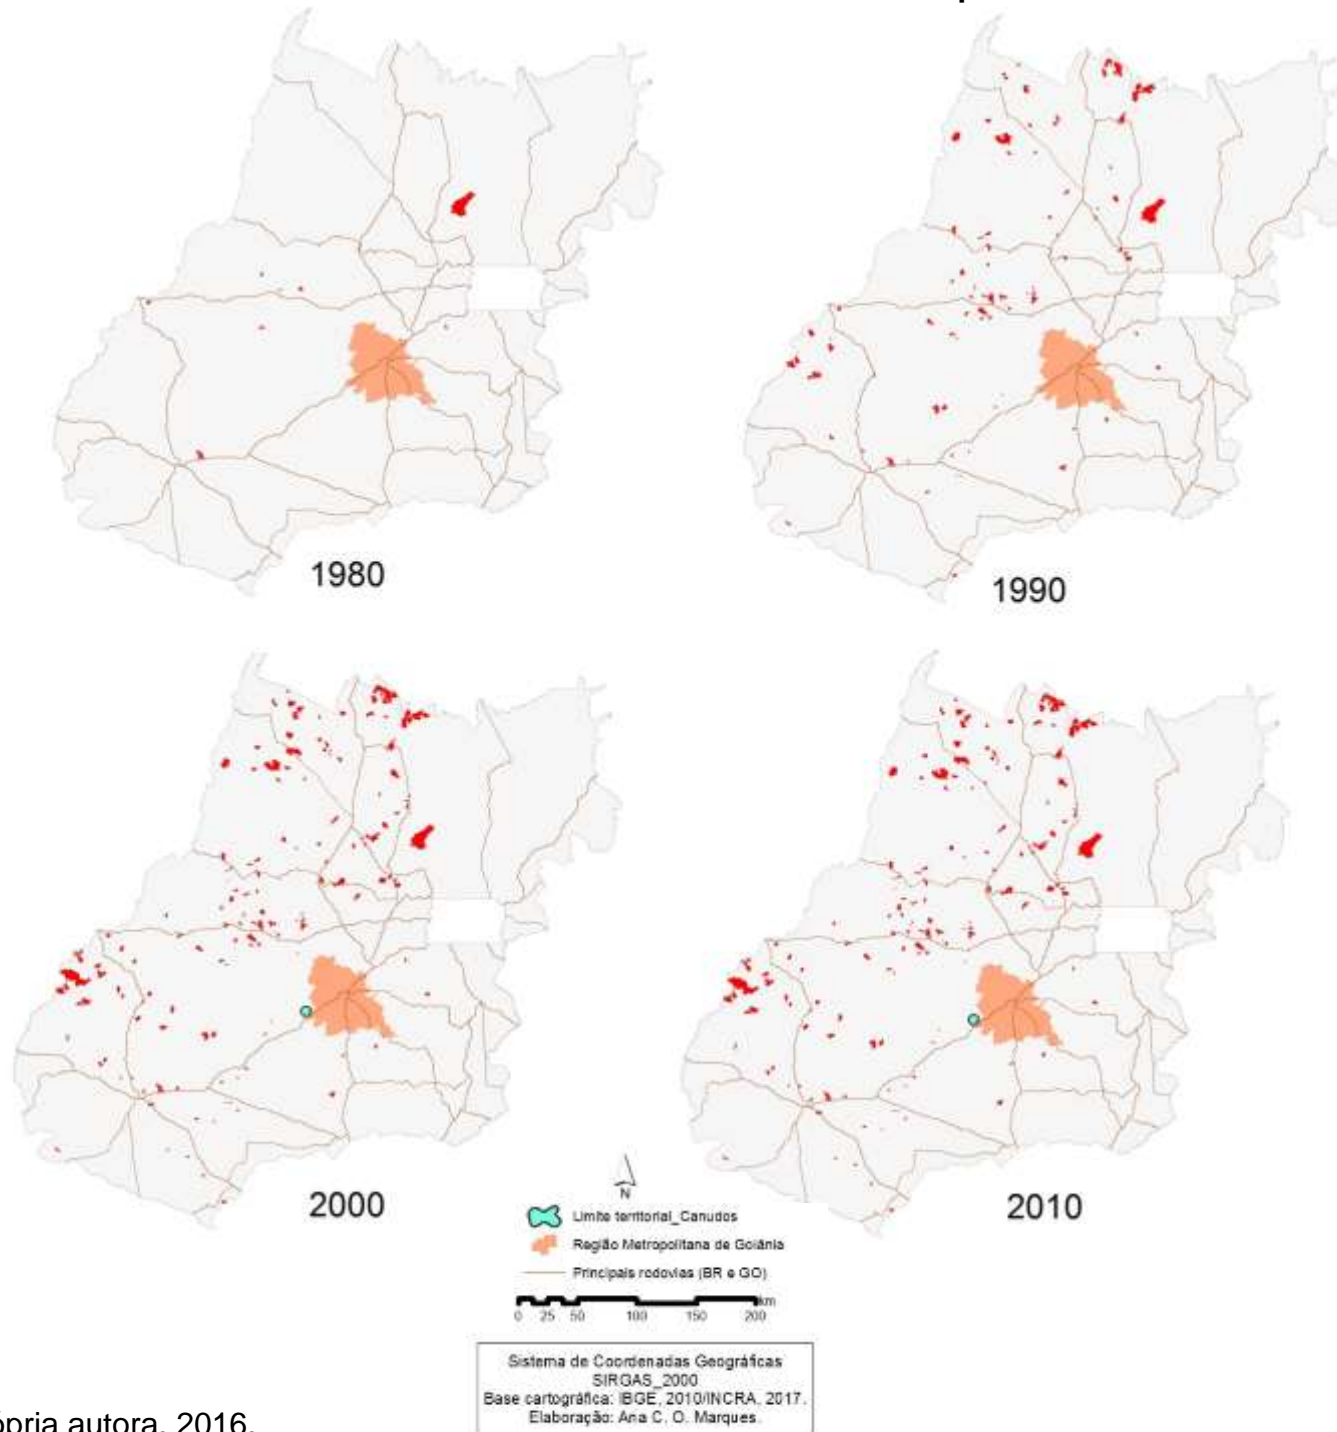 1980
1990
2000
2010
N
Limite territorial_Canudos
Região Metropolitana de Goiânia
Principais rodovias (BR e GO)
km
0 25 50 100 150 200
Sistema de Coordenadas Geográficas
SIRGAS_2000
Base cartográfica: IBGE, 2010/INCRA, 2017.
Elaboração: Ana C. O. Marques.
ópria autora, 2016.